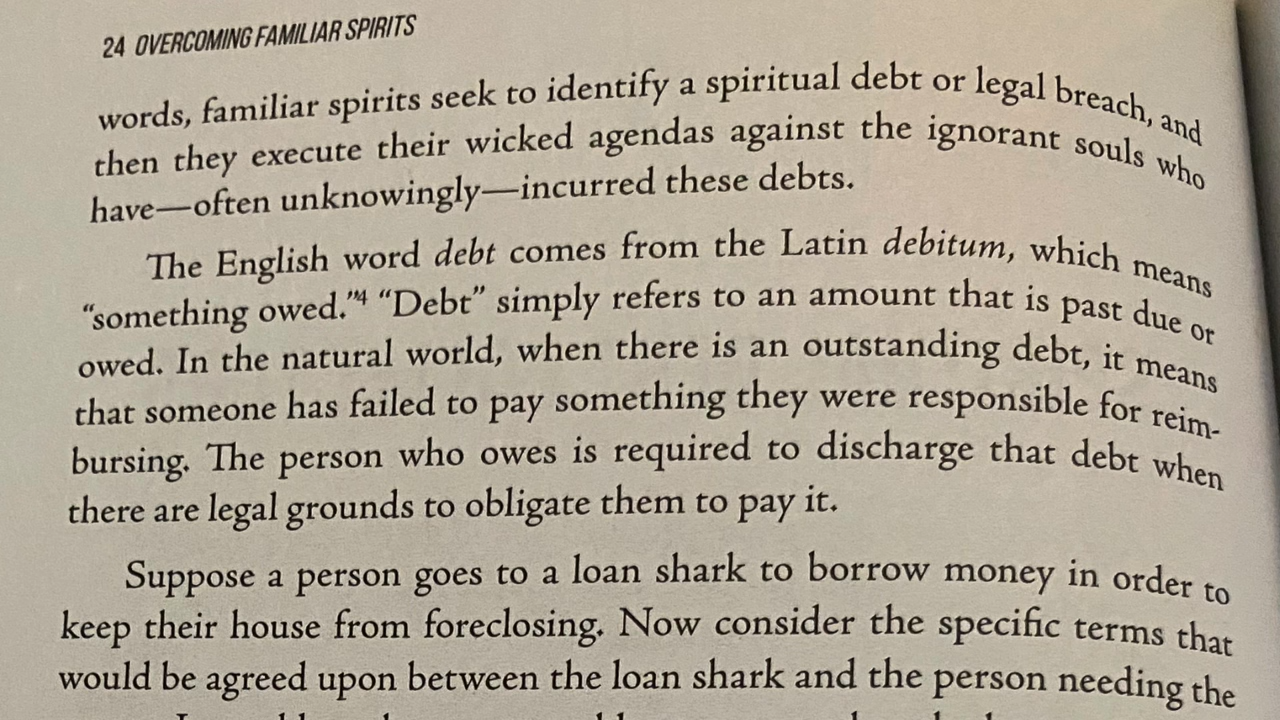 24 OVERCOMING FAMILIAR SPIRITS
words, familiar spirits seek to identify a spiritual debt or legal breach, and
then they execute their wicked agendas against the ignorant souls who
have—often unknowingly—incurred these debts.
The English word debt comes from the Latin debitum, which means
“something owed.”4 “Debt” simply refers to an amount that is past due or
owed. In the natural world, when there is an outstanding debt, it means
that someone has failed to pay something they were responsible for reim-
bursing. The person who owes is required to discharge that debt when
there are legal grounds to obligate them to pay it.
Suppose a person goes to a loan shark to borrow money in order to
keep their house from foreclosing. Now consider the specific terms that
would be agreed upon between the loan shark and the person needing the